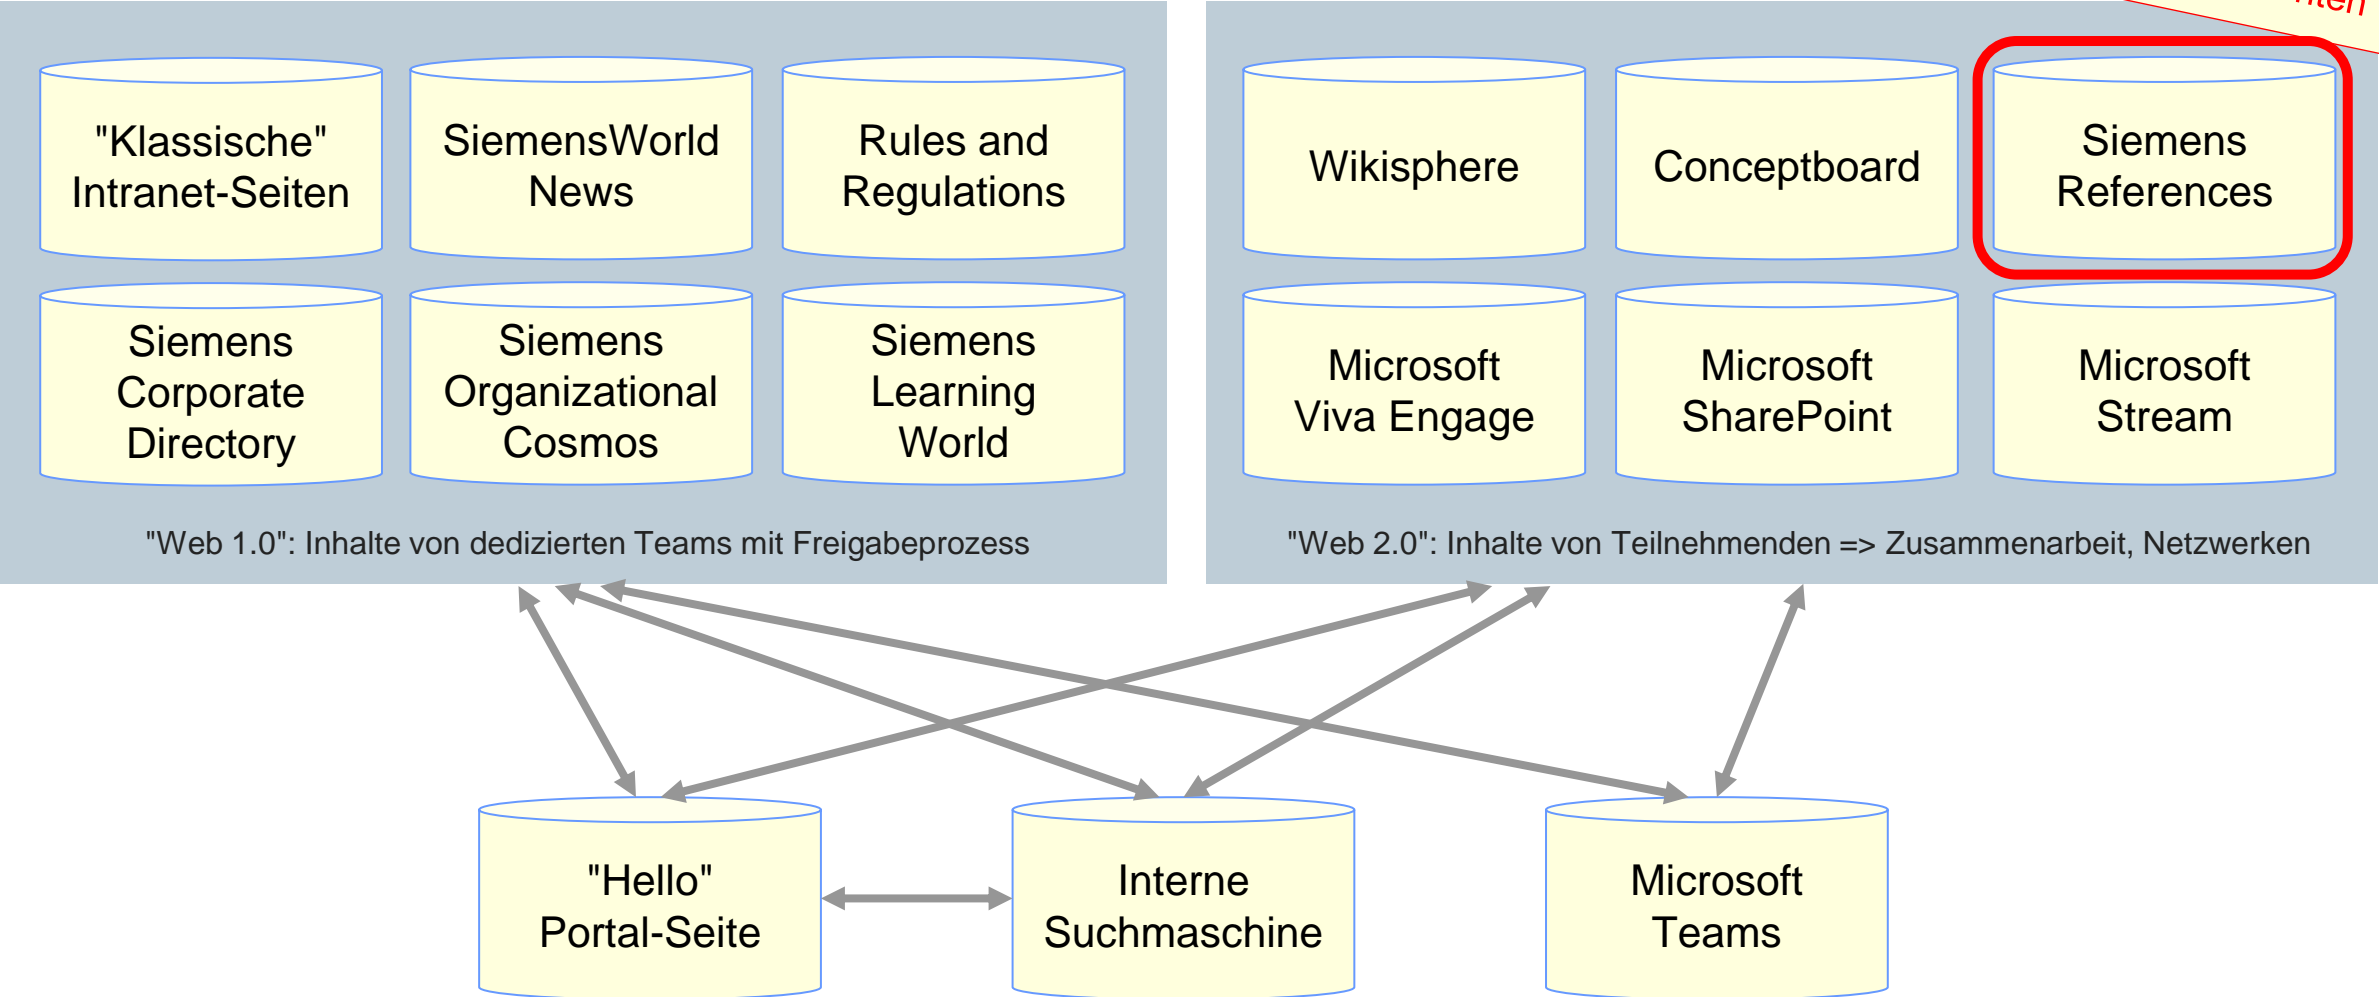 "Klassische"
Intranet-Seiten
SiemensWorld
News
Rules and
Regulations
Siemens
Corporate
Directory
Siemens
Organizational
Cosmos
Siemens
Learning
World
"Web 1.0": Inhalte von dedizierten Teams mit Freigabeprozess
Wikisphere
Conceptboard
Siemens
References
Microsoft
Viva Engage
Microsoft
SharePoint
Microsoft
Stream
"Web 2.0": Inhalte von Teilnehmenden => Zusammenarbeit, Netzwerken
"Hello"
Portal-Seite
Interne
Suchmaschine
Microsoft
Teams